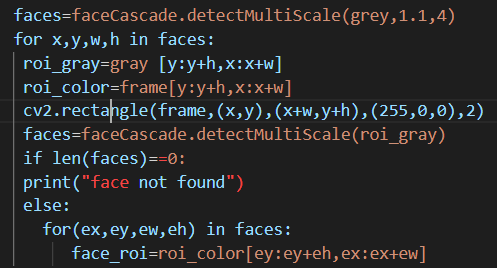 faces=faceCascade.detectMultiScale(grey,1.1,4)
for x,y,w,h in faces:
roi_gray=gray [y:y+h,x:x+w]
roi_color=frame[y:y+h,x:x+w]
cv2.rectangle(frame,(x,y),(x+w,y+h),(255,0,0),2)
faces=faceCascade.detectMultiScale(roi_gray)
if len(faces)==0:
print("face not found")
else:
for(ex,ey,ew,eh) in faces:
face_roi=roi_color[ey:ey+eh,ex:ex+ew]